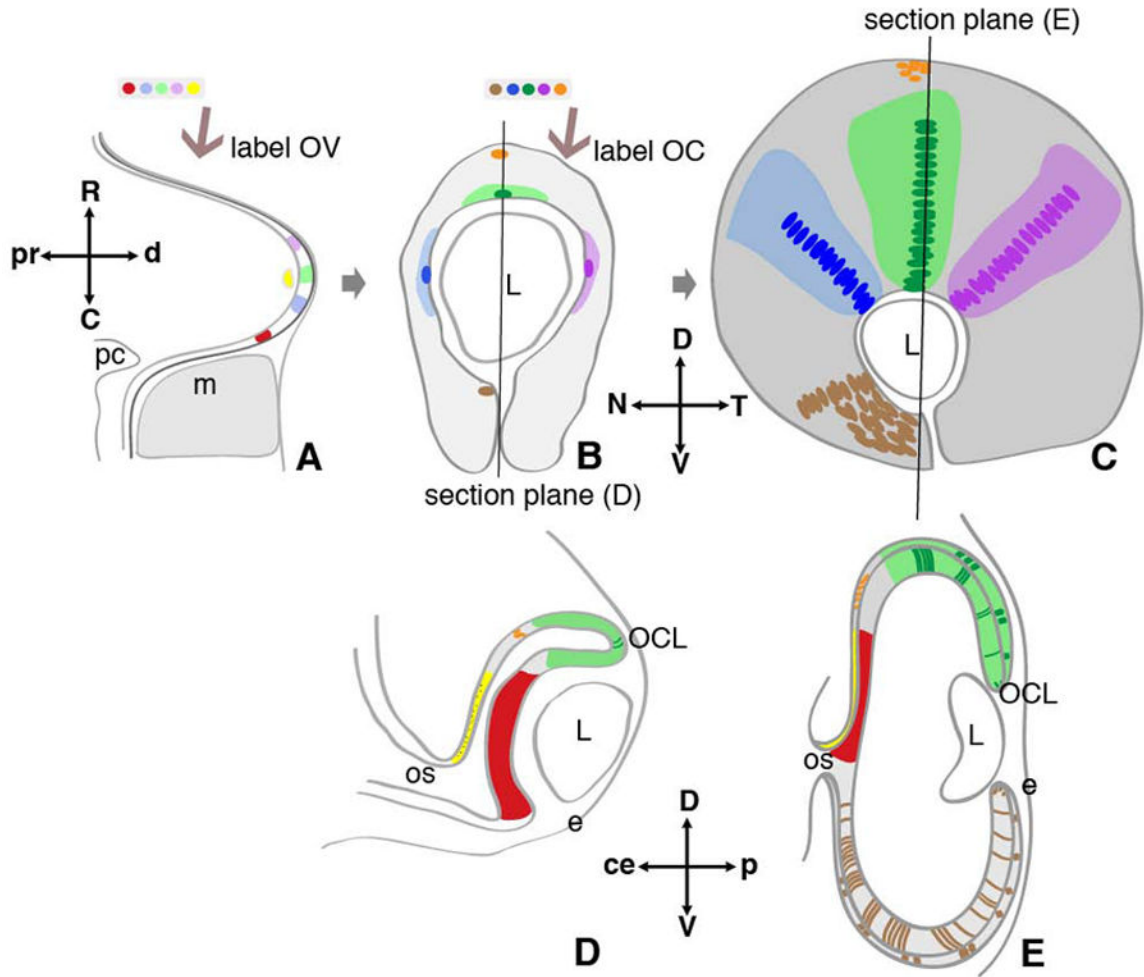 section plane (E)
label OV
label OC
R
pr
d
C
pc
m
A
L
B
section plane (D)
D
N
T
V
L
C
OCL
L
os
e
D
D
ce
p
V
OCL
L
os
e
E